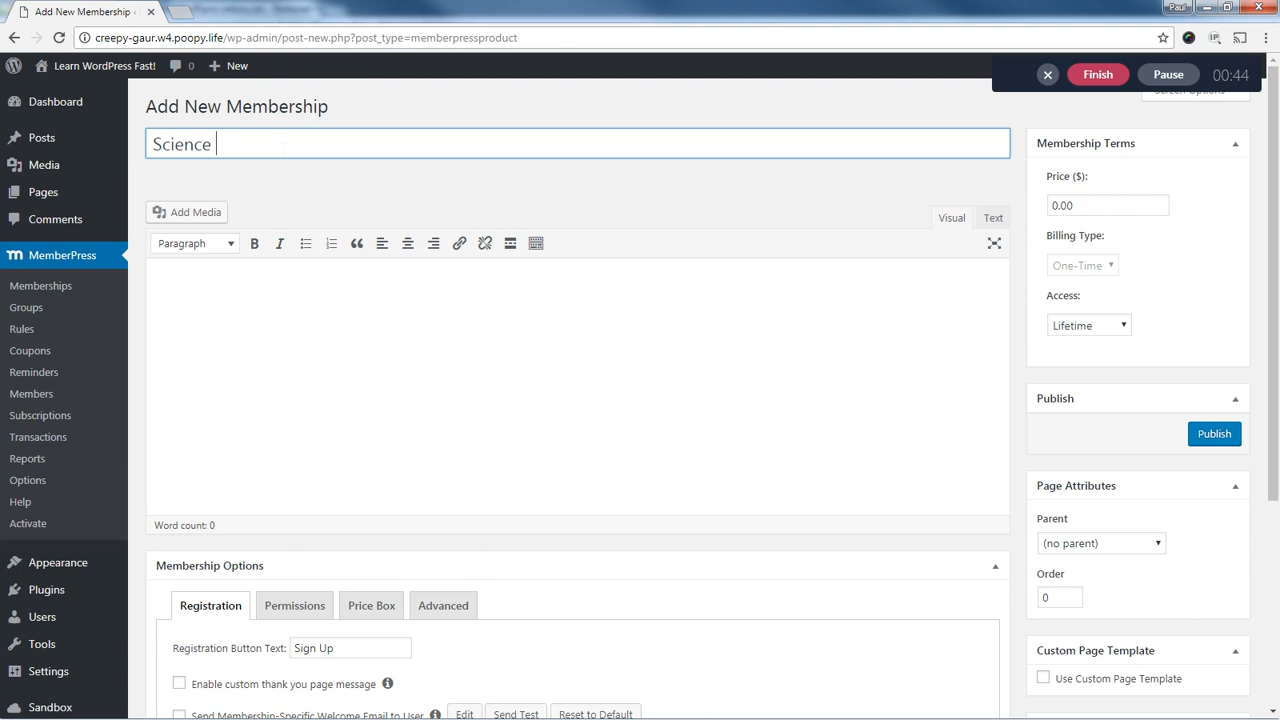 Add New Membership ‹
Paul
creepy-gaur.w4.poopy.life/wp-admin/post-new.php?post_type=memberpressproduct
IP
Learn WordPress Fast!
0
New
Finish
Pause
00:44
Dashboard
Posts
Media
Pages
Comments
MemberPress
Memberships
Groups
Rules
Coupons
Reminders
Members
Subscriptions
Transactions
Reports
Options
Help
Activate
Appearance
Plugins
Users
Tools
Settings
Sandbox
Add New Membership
Screen Options
Science
Add Media
Visual
Text
Paragraph
B
I
Word count: 0
Membership Options
Registration
Permissions
Price Box
Advanced
Registration Button Text:
Sign Up
Enable custom thank you page message
Send Membership-Specific Welcome Email to User
Edit
Send Test
Reset to Default
Membership Terms
Price ($):
0.00
Billing Type:
One-Time
Access:
Lifetime
Publish
Publish
Page Attributes
Parent
(no parent)
Order
0
Custom Page Template
Use Custom Page Template